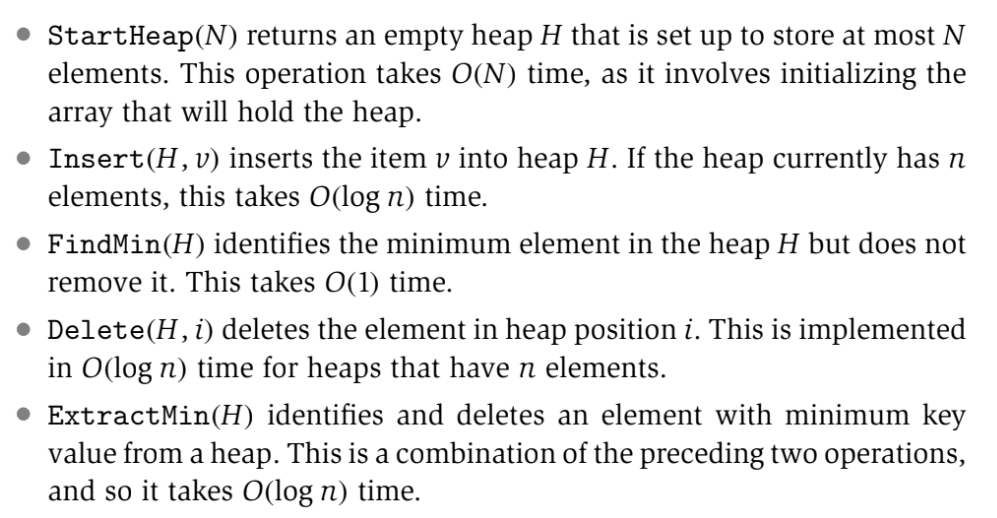 • StartHeap(N) returns an empty heap H that is set up to store at most N
elements. This operation takes O(N) time, as it involves initializing the
array that will hold the heap.
• Insert(H, v) inserts the item v into heap H. If the heap currently has n
elements, this takes O(log n) time.
• FindMin(H) identifies the minimum element in the heap H but does not
remove it. This takes O(1) time.
• Delete(H, i) deletes the element in heap position i. This is implemented
in O(log n) time for heaps that have n elements.
• ExtractMin(H) identifies and deletes an element with minimum key
value from a heap. This is a combination of the preceding two operations,
and so it takes O(log n) time.